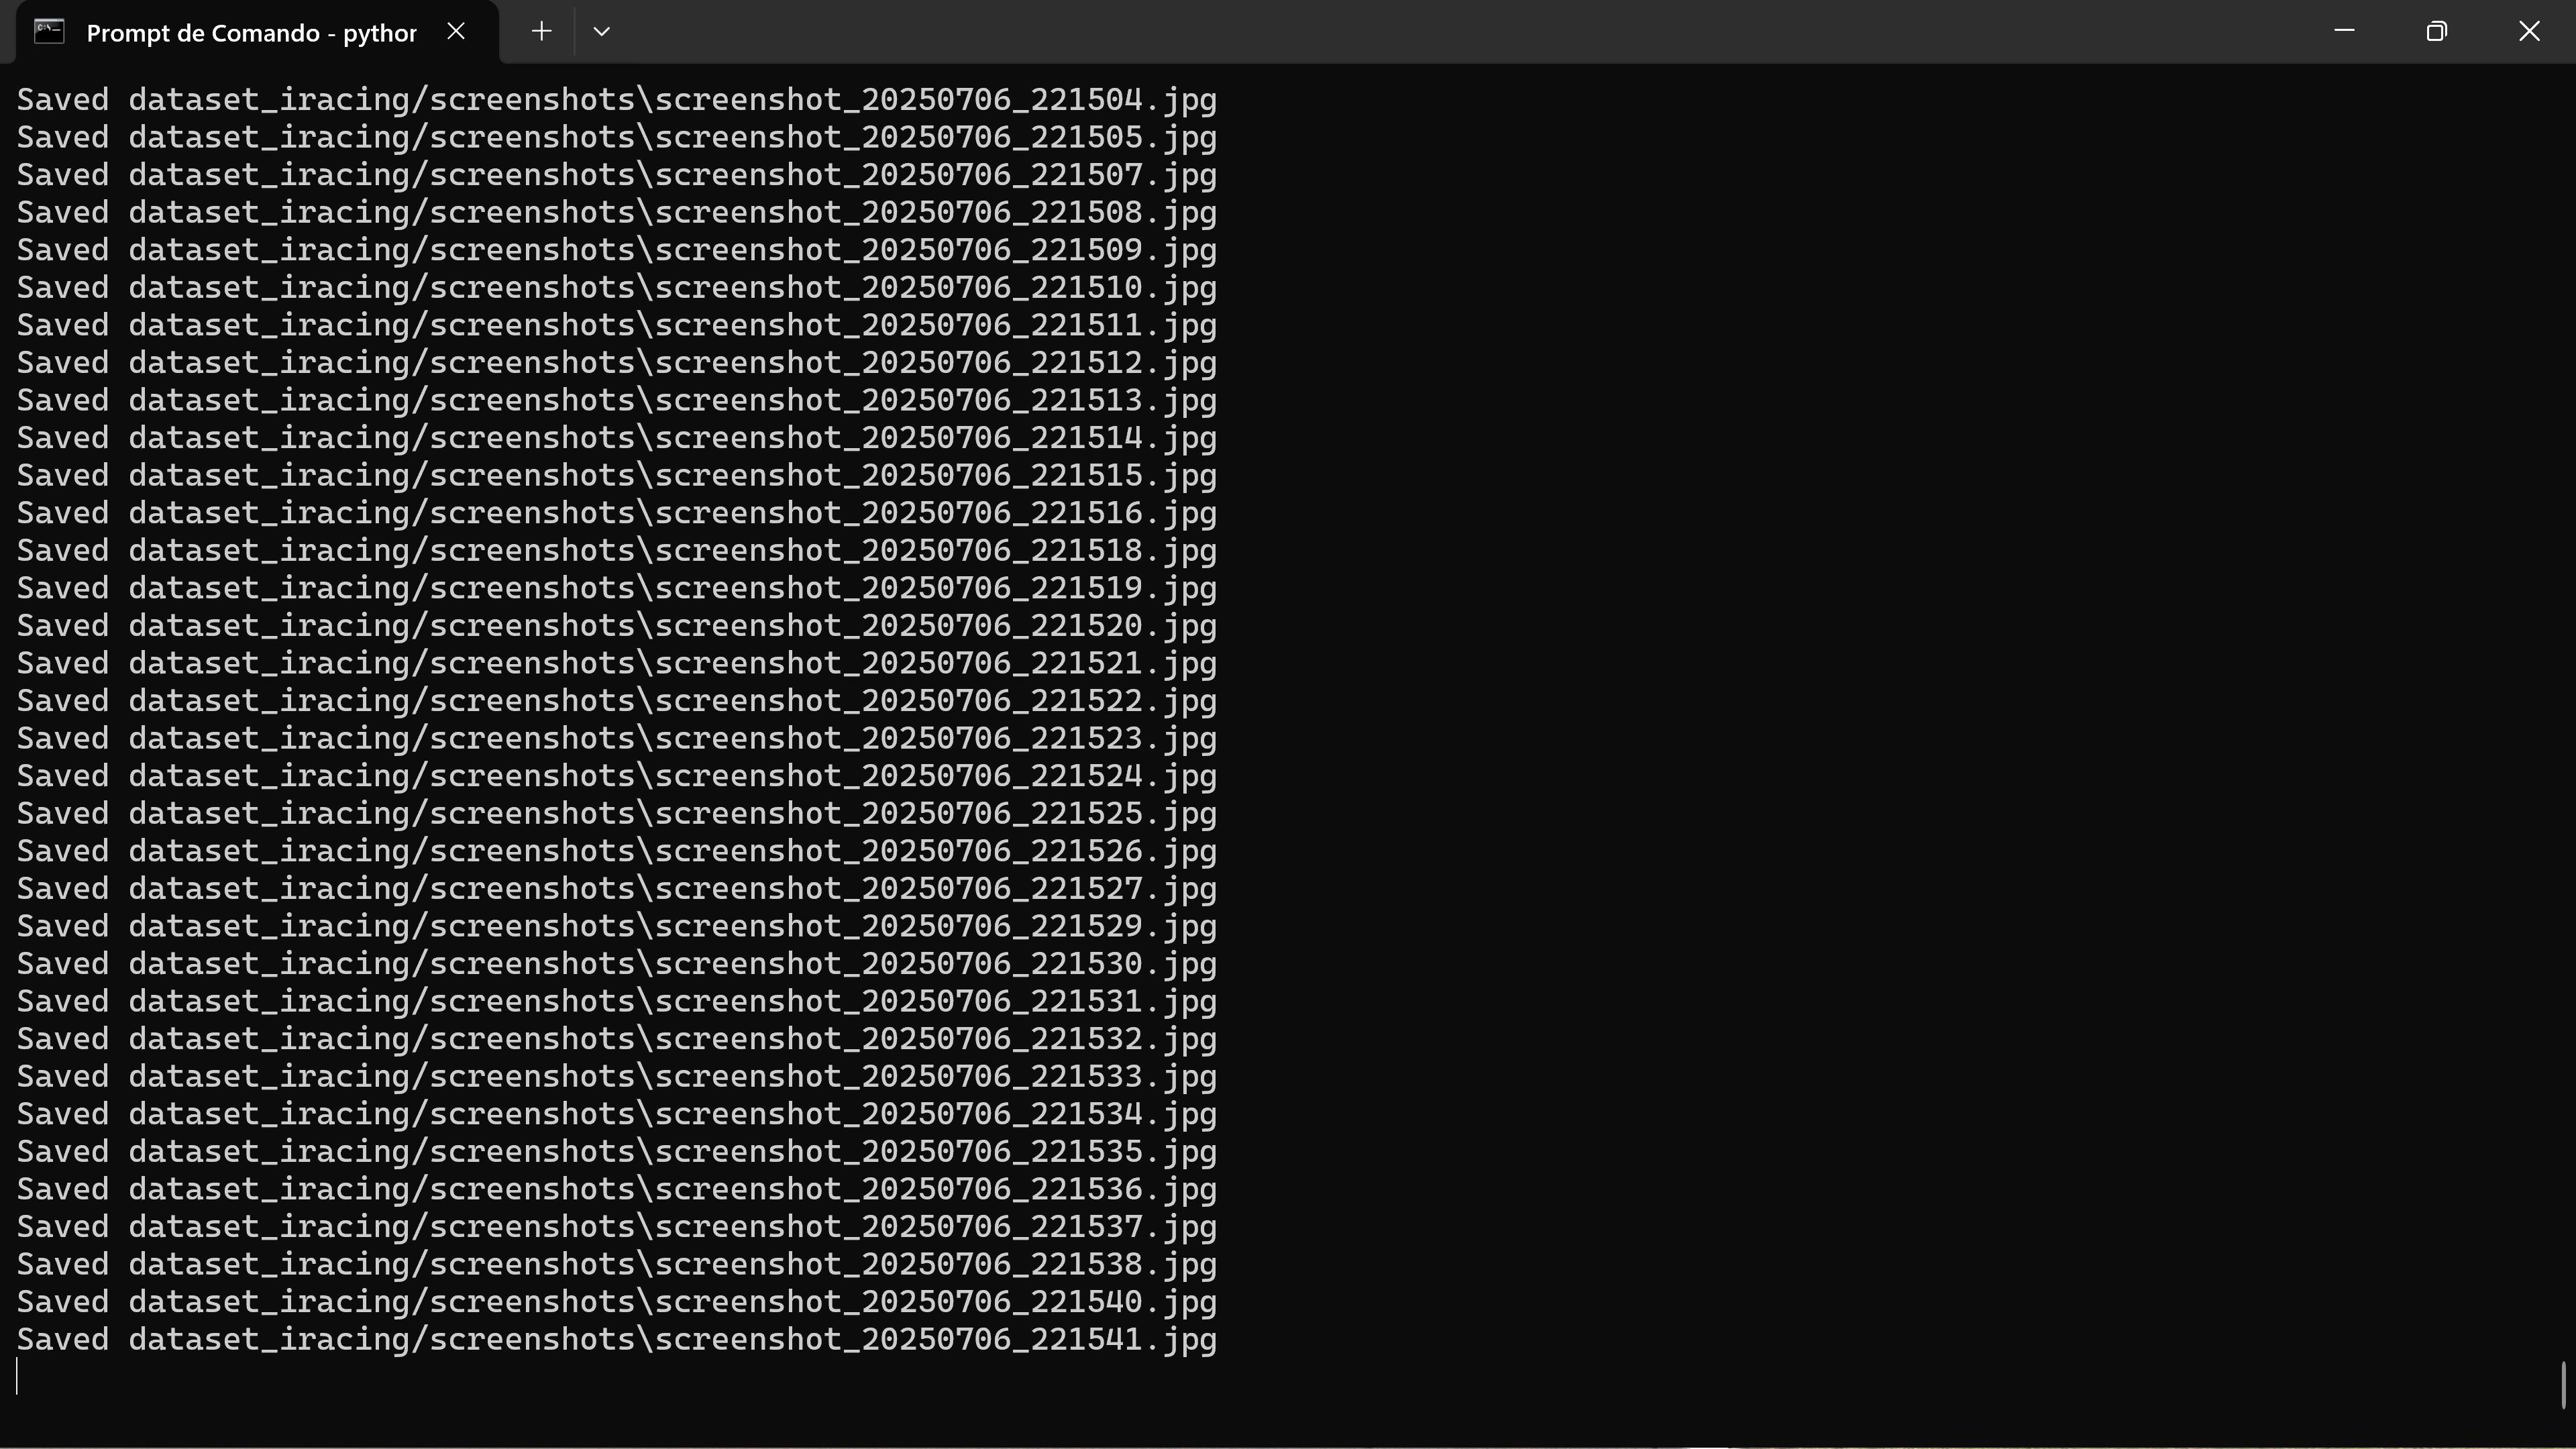 Prompt de Comando - python
Saved dataset_iracing/screenshots\screenshot_20250706_221504.jpg
Saved dataset_iracing/screenshots\screenshot_20250706_221505.jpg
Saved dataset_iracing/screenshots\screenshot_20250706_221507.jpg
Saved dataset_iracing/screenshots\screenshot_20250706_221508.jpg
Saved dataset_iracing/screenshots\screenshot_20250706_221509.jpg
Saved dataset_iracing/screenshots\screenshot_20250706_221510.jpg
Saved dataset_iracing/screenshots\screenshot_20250706_221511.jpg
Saved dataset_iracing/screenshots\screenshot_20250706_221512.jpg
Saved dataset_iracing/screenshots\screenshot_20250706_221513.jpg
Saved dataset_iracing/screenshots\screenshot_20250706_221514.jpg
Saved dataset_iracing/screenshots\screenshot_20250706_221515.jpg
Saved dataset_iracing/screenshots\screenshot_20250706_221516.jpg
Saved dataset_iracing/screenshots\screenshot_20250706_221518.jpg
Saved dataset_iracing/screenshots\screenshot_20250706_221519.jpg
Saved dataset_iracing/screenshots\screenshot_20250706_221520.jpg
Saved dataset_iracing/screenshots\screenshot_20250706_221521.jpg
Saved dataset_iracing/screenshots\screenshot_20250706_221522.jpg
Saved dataset_iracing/screenshots\screenshot_20250706_221523.jpg
Saved dataset_iracing/screenshots\screenshot_20250706_221524.jpg
Saved dataset_iracing/screenshots\screenshot_20250706_221525.jpg
Saved dataset_iracing/screenshots\screenshot_20250706_221526.jpg
Saved dataset_iracing/screenshots\screenshot_20250706_221527.jpg
Saved dataset_iracing/screenshots\screenshot_20250706_221529.jpg
Saved dataset_iracing/screenshots\screenshot_20250706_221530.jpg
Saved dataset_iracing/screenshots\screenshot_20250706_221531.jpg
Saved dataset_iracing/screenshots\screenshot_20250706_221532.jpg
Saved dataset_iracing/screenshots\screenshot_20250706_221533.jpg
Saved dataset_iracing/screenshots\screenshot_20250706_221534.jpg
Saved dataset_iracing/screenshots\screenshot_20250706_221535.jpg
Saved dataset_iracing/screenshots\screenshot_20250706_221536.jpg
Saved dataset_iracing/screenshots\screenshot_20250706_221537.jpg
Saved dataset_iracing/screenshots\screenshot_20250706_221538.jpg
Saved dataset_iracing/screenshots\screenshot_20250706_221540.jpg
Saved dataset_iracing/screenshots\screenshot_20250706_221541.jpg